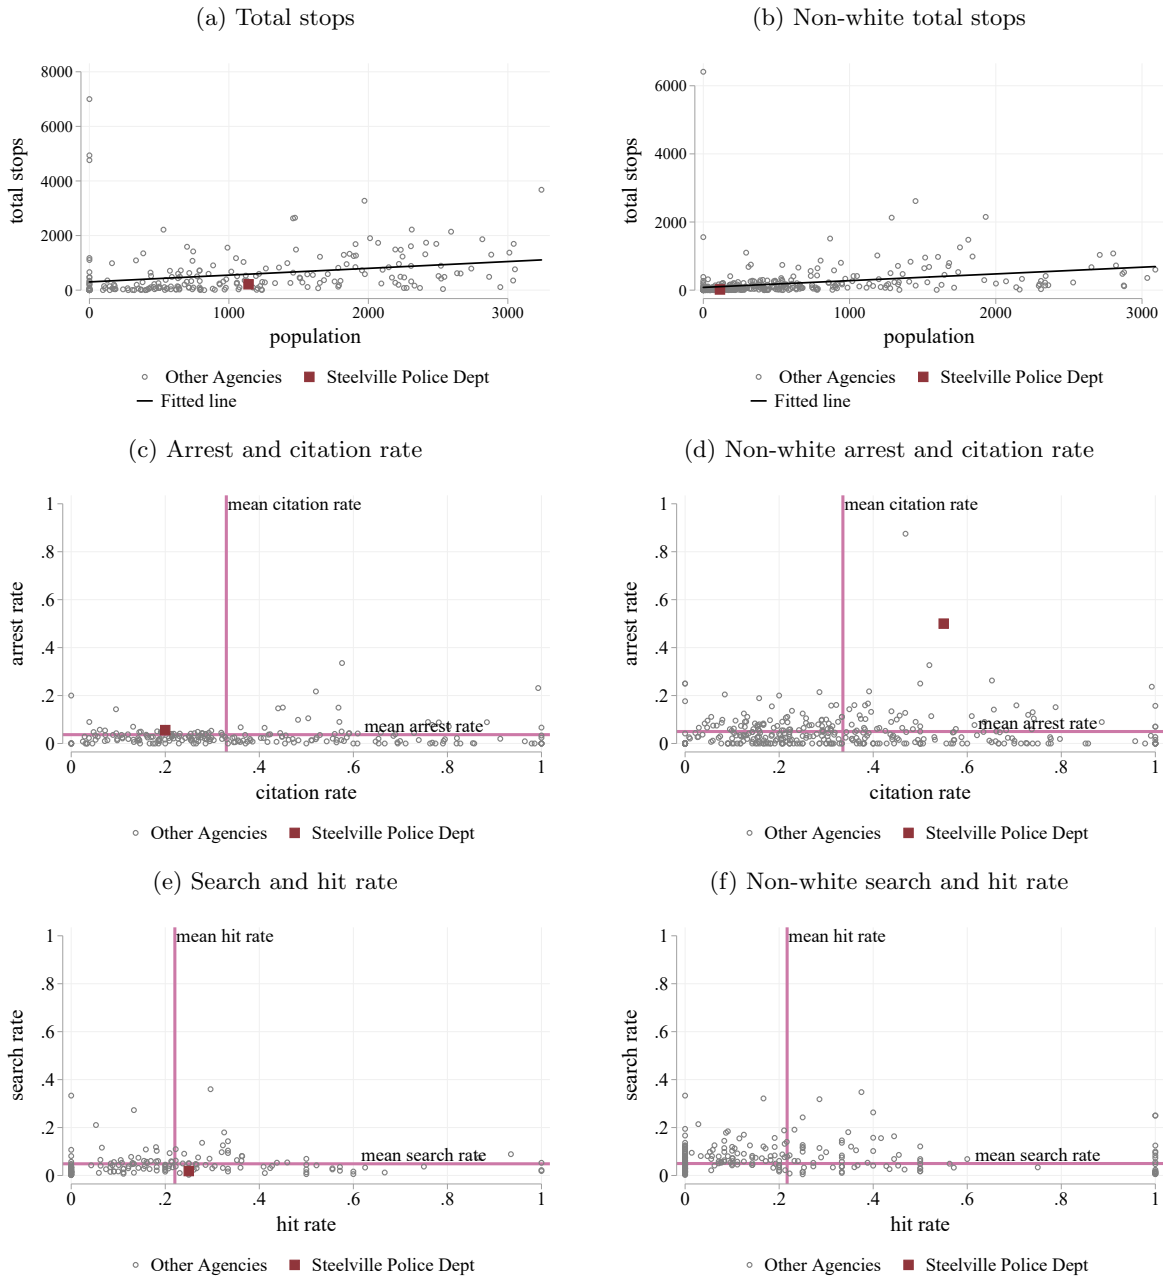 (a) Total stops
(b) Non-white total stops
total stops
8000
6000
4000
2000
0
0 1000 2000 3000
population
Other Agencies Steelville Police Dept
Fitted line
total stops
6000
4000
2000
0
0 1000 2000 3000
population
Other Agencies Steelville Police Dept
Fitted line
(c) Arrest and citation rate
(d) Non-white arrest and citation rate
arrest rate
1
.8
.6
.4
.2
0
mean citation rate
mean arrest rate
0 .2 .4 .6 .8 1
citation rate
Other Agencies Steelville Police Dept
arrest rate
1
.8
.6
.4
.2
0
mean citation rate
mean arrest rate
0 .2 .4 .6 .8 1
citation rate
Other Agencies Steelville Police Dept
(e) Search and hit rate
(f) Non-white search and hit rate
search rate
1
.8
.6
.4
.2
0
mean hit rate
mean search rate
0 .2 .4 .6 .8 1
hit rate
Other Agencies Steelville Police Dept
search rate
1
.8
.6
.4
.2
0
mean hit rate
mean search rate
0 .2 .4 .6 .8 1
hit rate
Other Agencies Steelville Police Dept